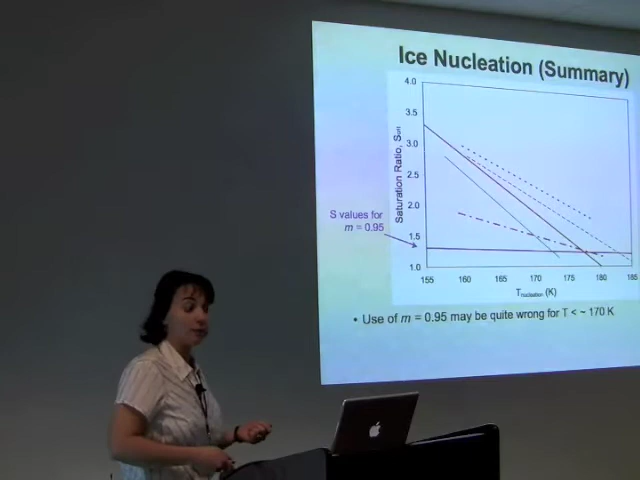 Ice Nucleation (Summary)
4.0
3.5
3.0
2.5
2.0
1.5
1.0
Saturation Ratio, Scrit
S values for
m = 0.95
155
160
165
170
175
180
185
Tnucleation (K)
• Use of m = 0.95 may be quite wrong for T < ~ 170 K